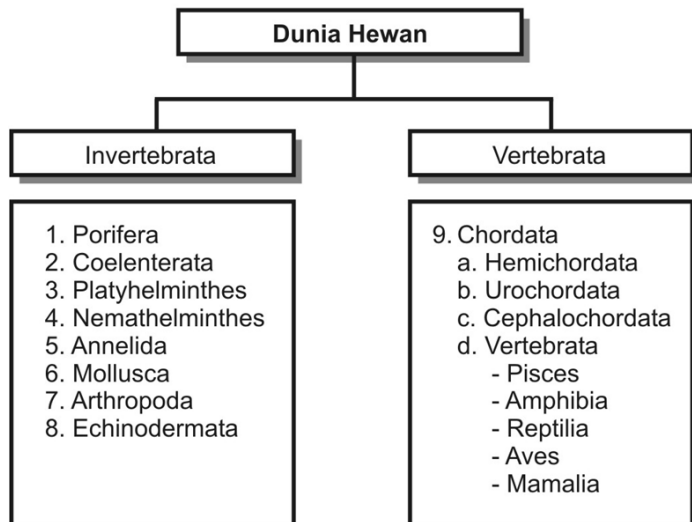 Dunia Hewan
Invertebrata
1. Porifera
2. Coelenterata
3. Platyhelminthes
4. Nemathelminthes
5. Annelida
6. Mollusca
7. Arthropoda
8. Echinodermata
Vertebrata
9. Chordata
a. Hemichordata
b. Urochordata
c. Cephalochordata
d. Vertebrata
- Pisces
- Amphibia
- Reptilia
- Aves
- Mamalia